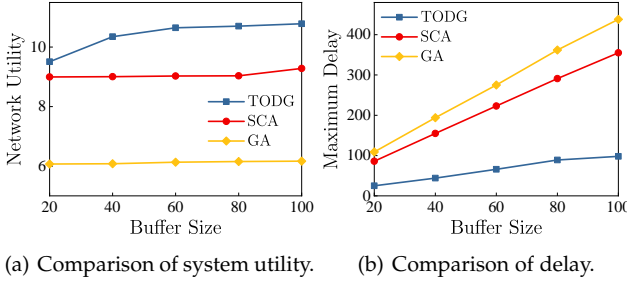 10
8
6
20 40 60 80 100
Network Utility
Buffer Size
TODG
SCA
GA
(a) Comparison of system utility.
400
300
200
100
0
20 40 60 80 100
Maximum Delay
Buffer Size
TODG
SCA
GA
(b) Comparison of delay.